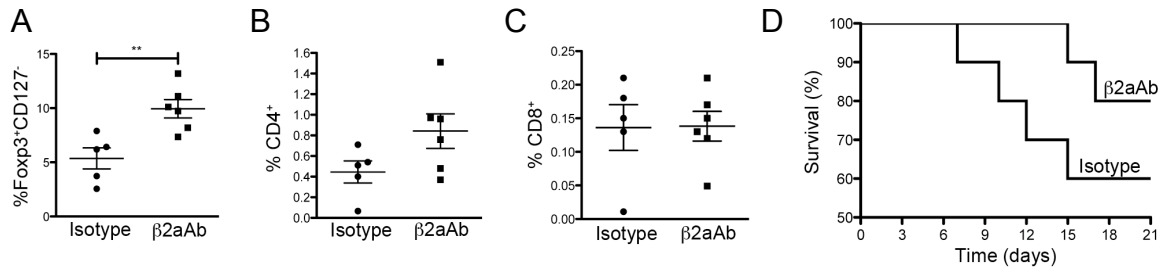 A
%Foxp3⁺CD127⁻
15
10
5
0
**
Isotype
β2aAb
B
% CD4⁺
1.6
1.4
1.2
1.0
0.8
0.6
0.4
0.2
0.0
Isotype
β2aAb
C
% CD8⁺
0.25
0.20
0.15
0.10
0.05
0.00
Isotype
β2aAb
D
Survival (%)
100
90
80
70
60
50
β2aAb
Isotype
0 3 6 9 12 15 18 21
Time (days)